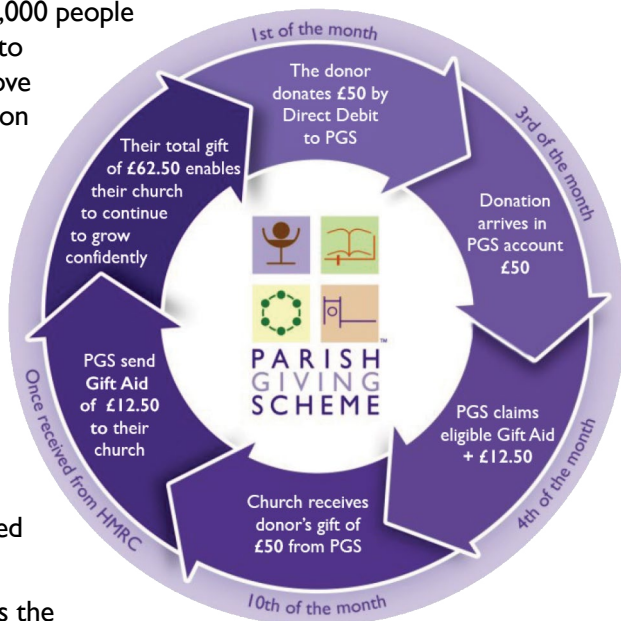 ,000 people
to
ove
on
1st of the month
The donor
donates £50 by
Direct Debit
to PGS
3rd of the month
Donation
arrives in
PGS account
£50
4th of the month
PGS claims
eligible Gift Aid
+ £12.50
10th of the month
Church receives
donor's gift of
£50 from PGS
Once received from HMRC
PGS send
Gift Aid
of £12.50
to their
church
Their total gift
of £62.50 enables
their church
to continue
to grow
confidently
PARISH
GIVING
SCHEME™
ed
s the